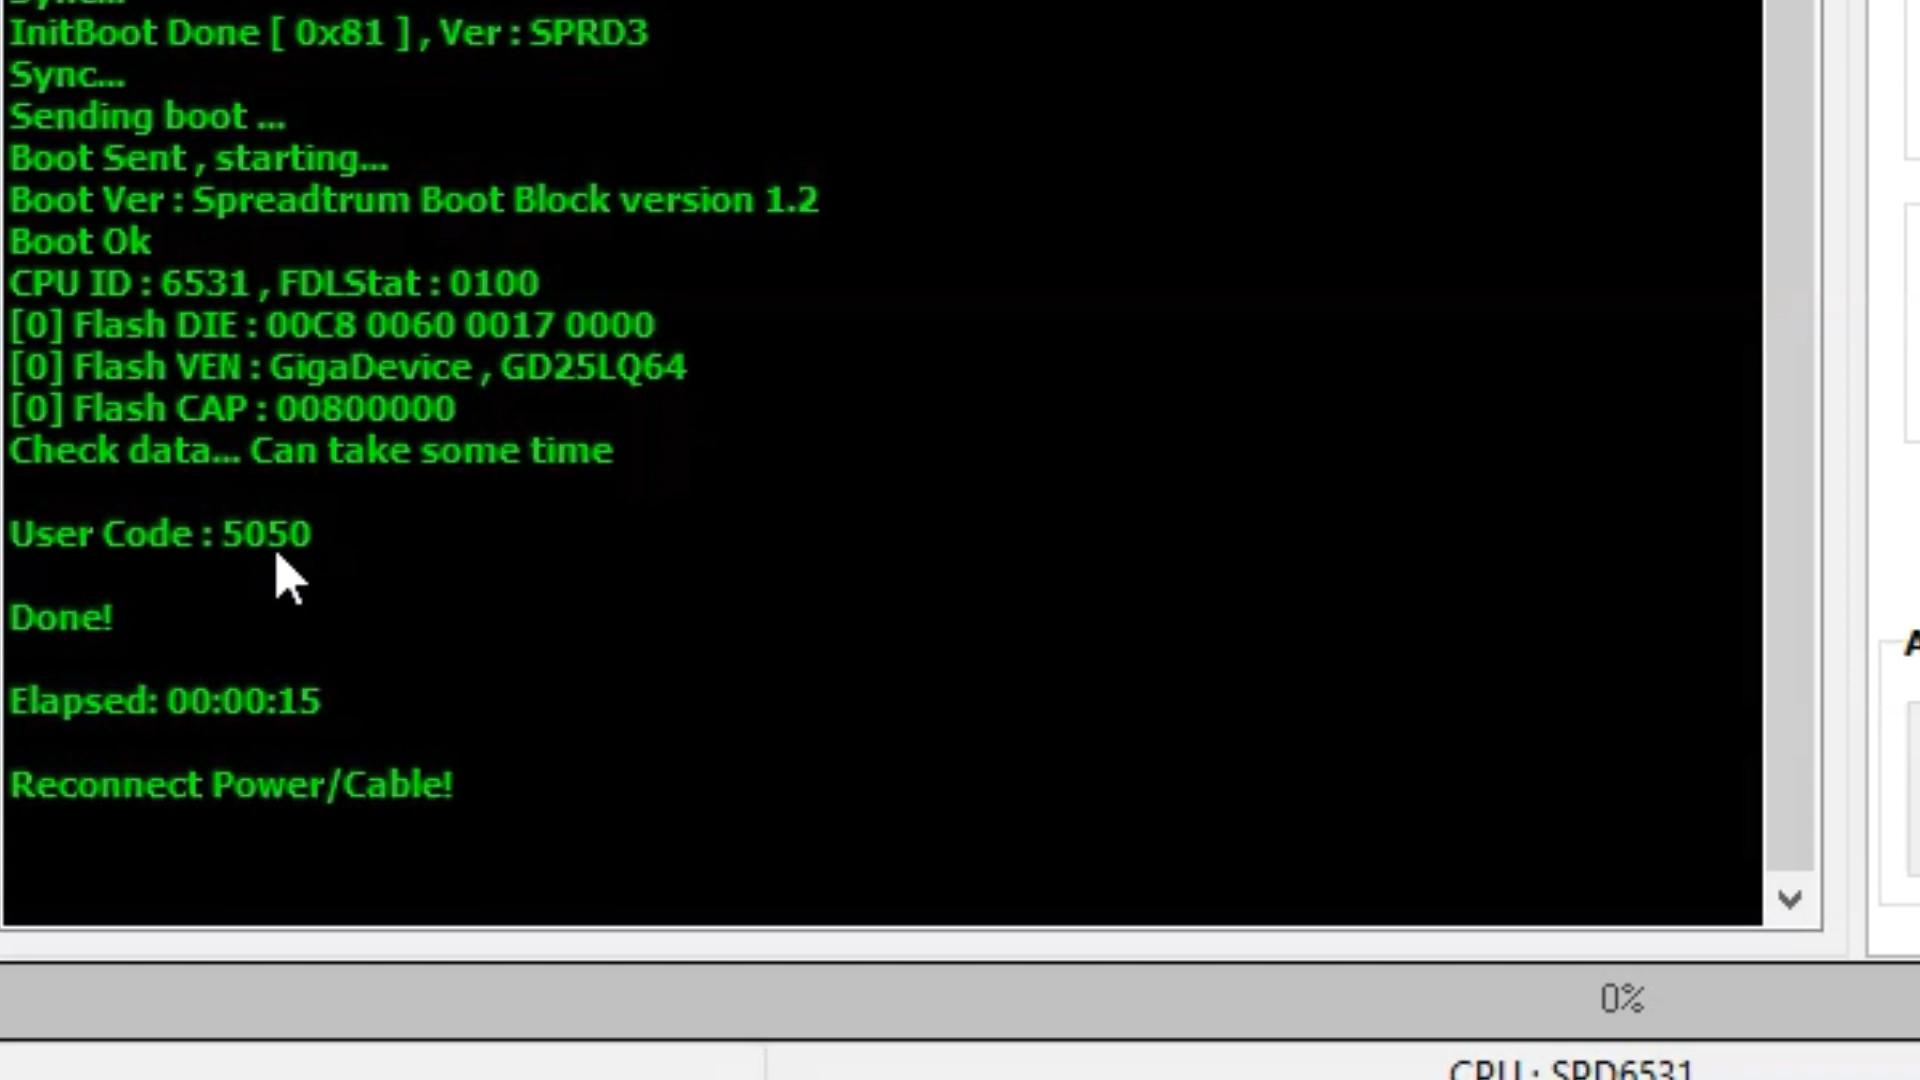 Sync...
InitBoot Done [ 0x81 ] , Ver : SPRD3
Sync...
Sending boot ...
Boot Sent , starting...
Boot Ver : Spreadtrum Boot Block version 1.2
Boot Ok
CPU ID : 6531 , FDLStat : 0100
[0] Flash DIE : 00C8 0060 0017 0000
[0] Flash VEN : GigaDevice , GD25LQ64
[0] Flash CAP : 00800000
Check data... Can take some time
User Code : 5050
Done!
Elapsed: 00:00:15
Reconnect Power/Cable!
0%
CPU : SPD6531